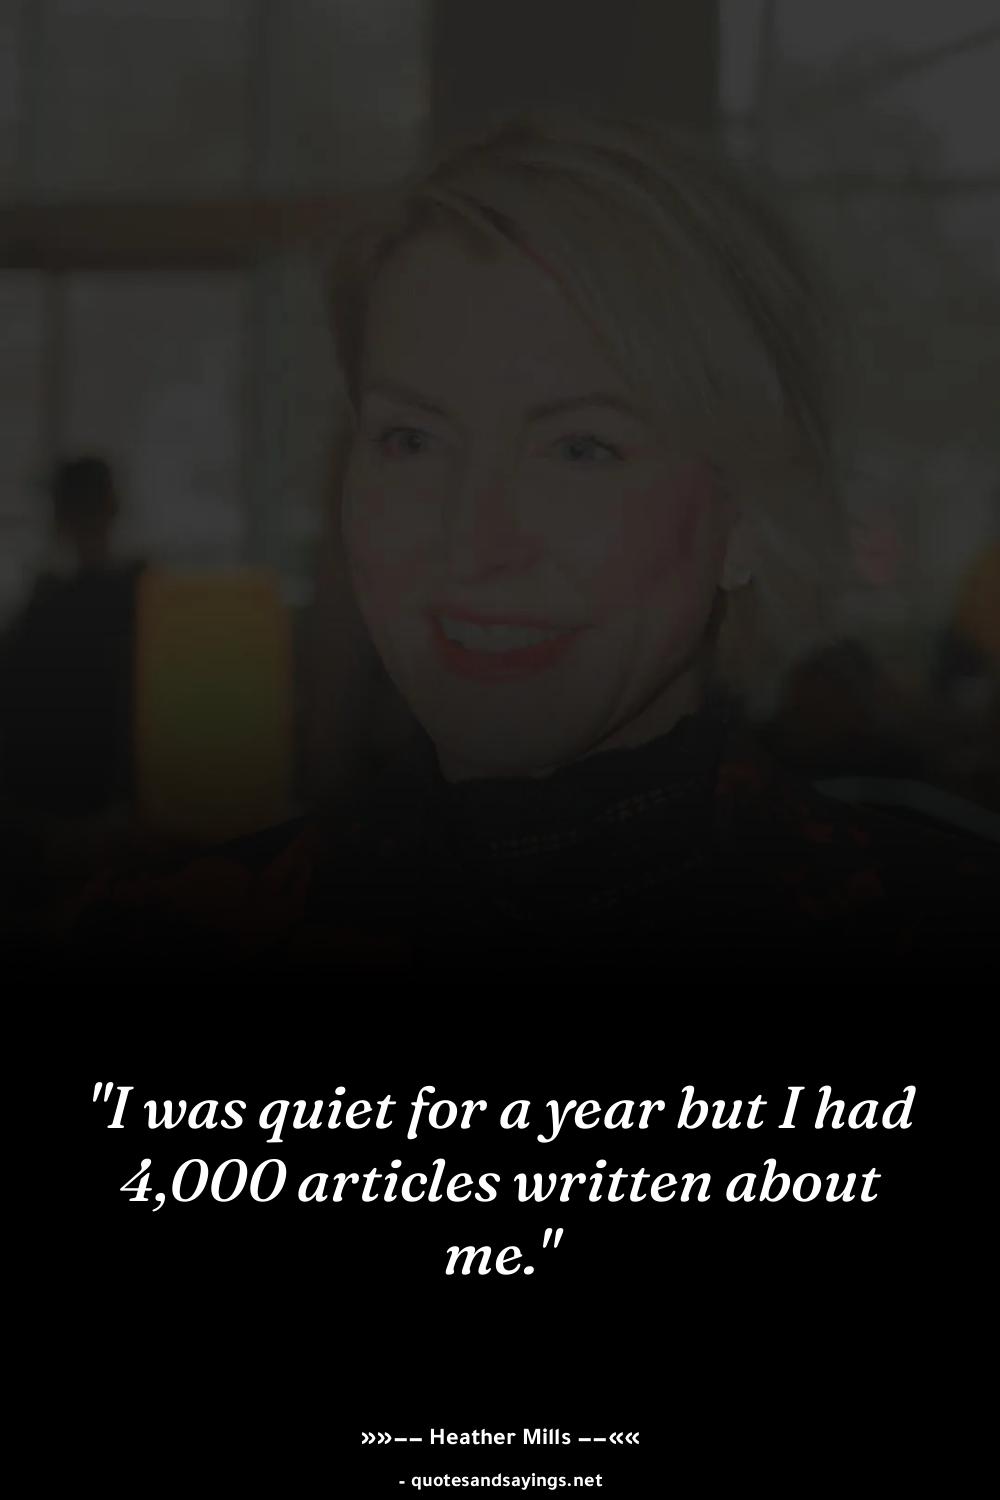 "I was quiet for a year but I had
4,000 articles written about
me."
»»−− Heather Mills −−««
- quotesandsayings.net